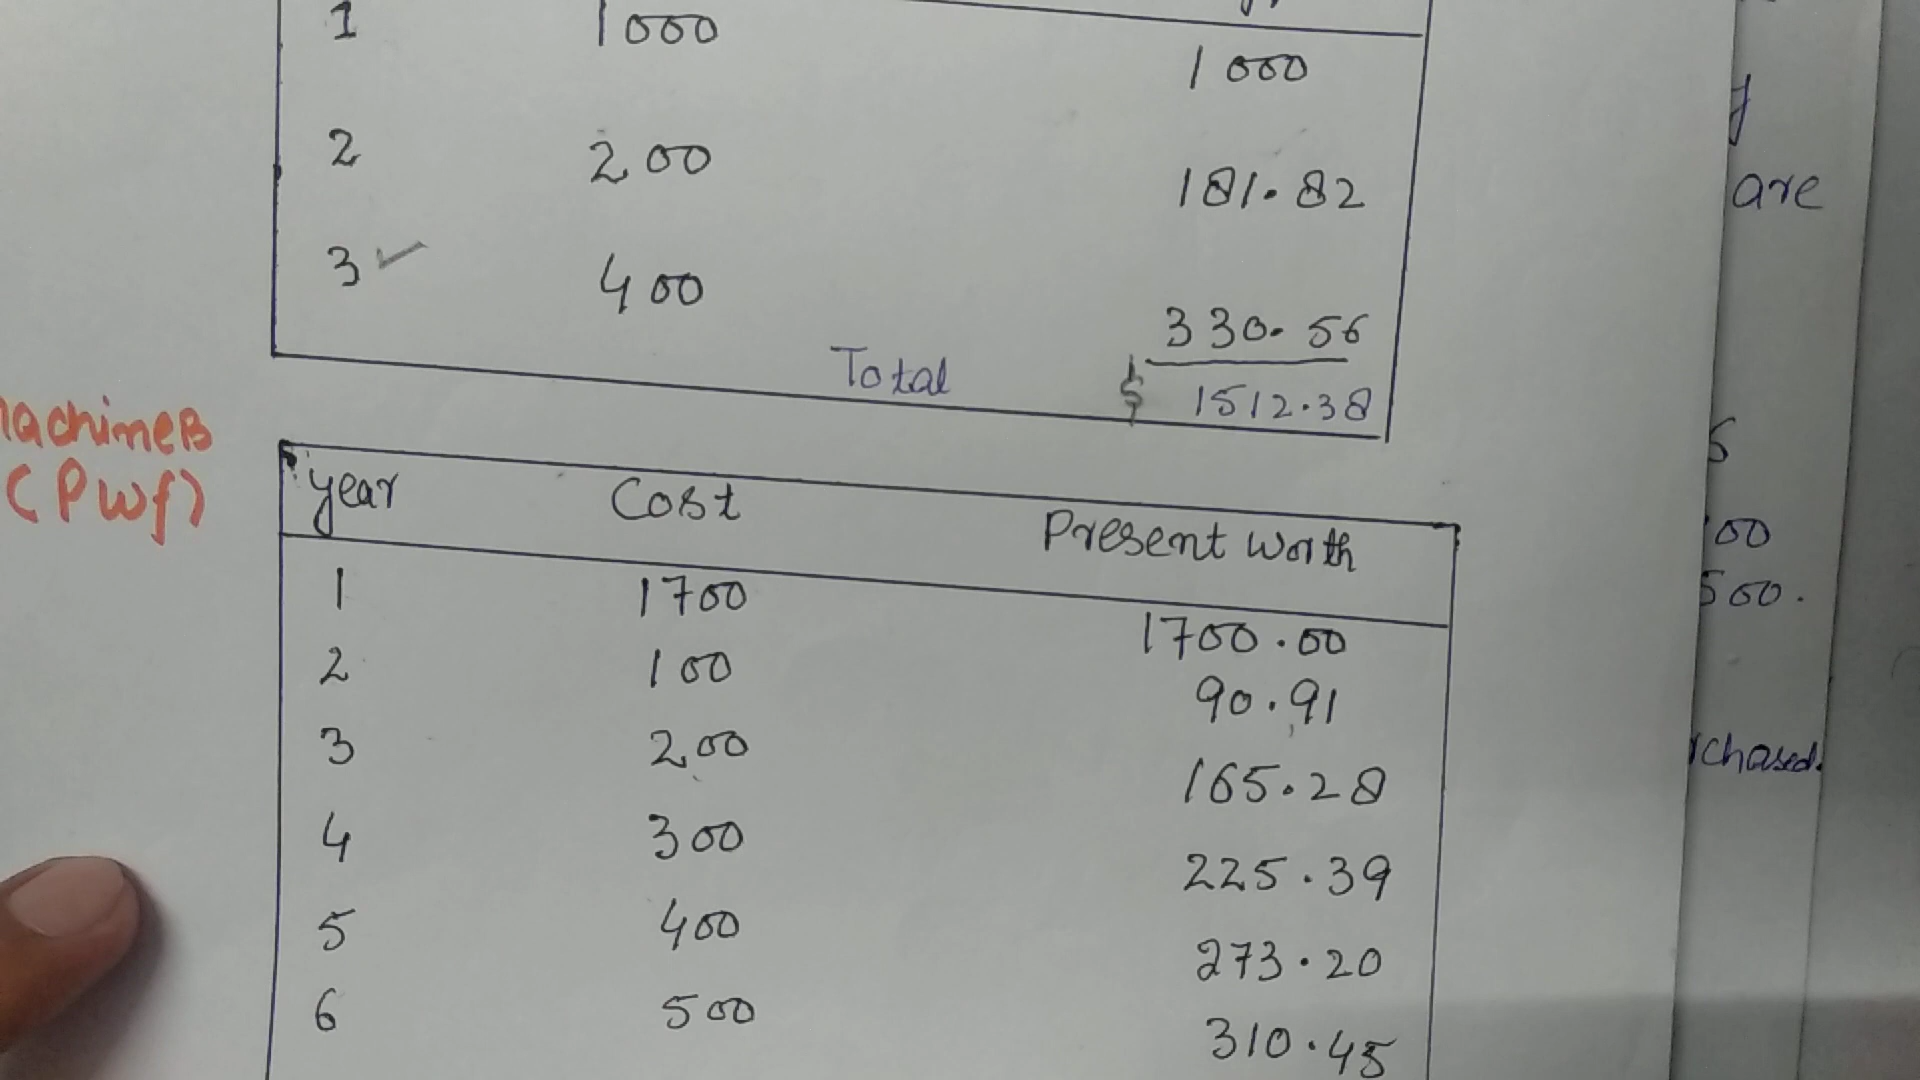 1 1000 1000
2 200 181.82
3 ✓ 400 330.56
Total $ 1512.38
machineB
(Pwf)
year Cost Present worth
1 1700 1700.00
2 100 90.91
3 200 165.28
4 300 225.39
5 400 273.20
6 500 310.45
are
00
500.
rchased.